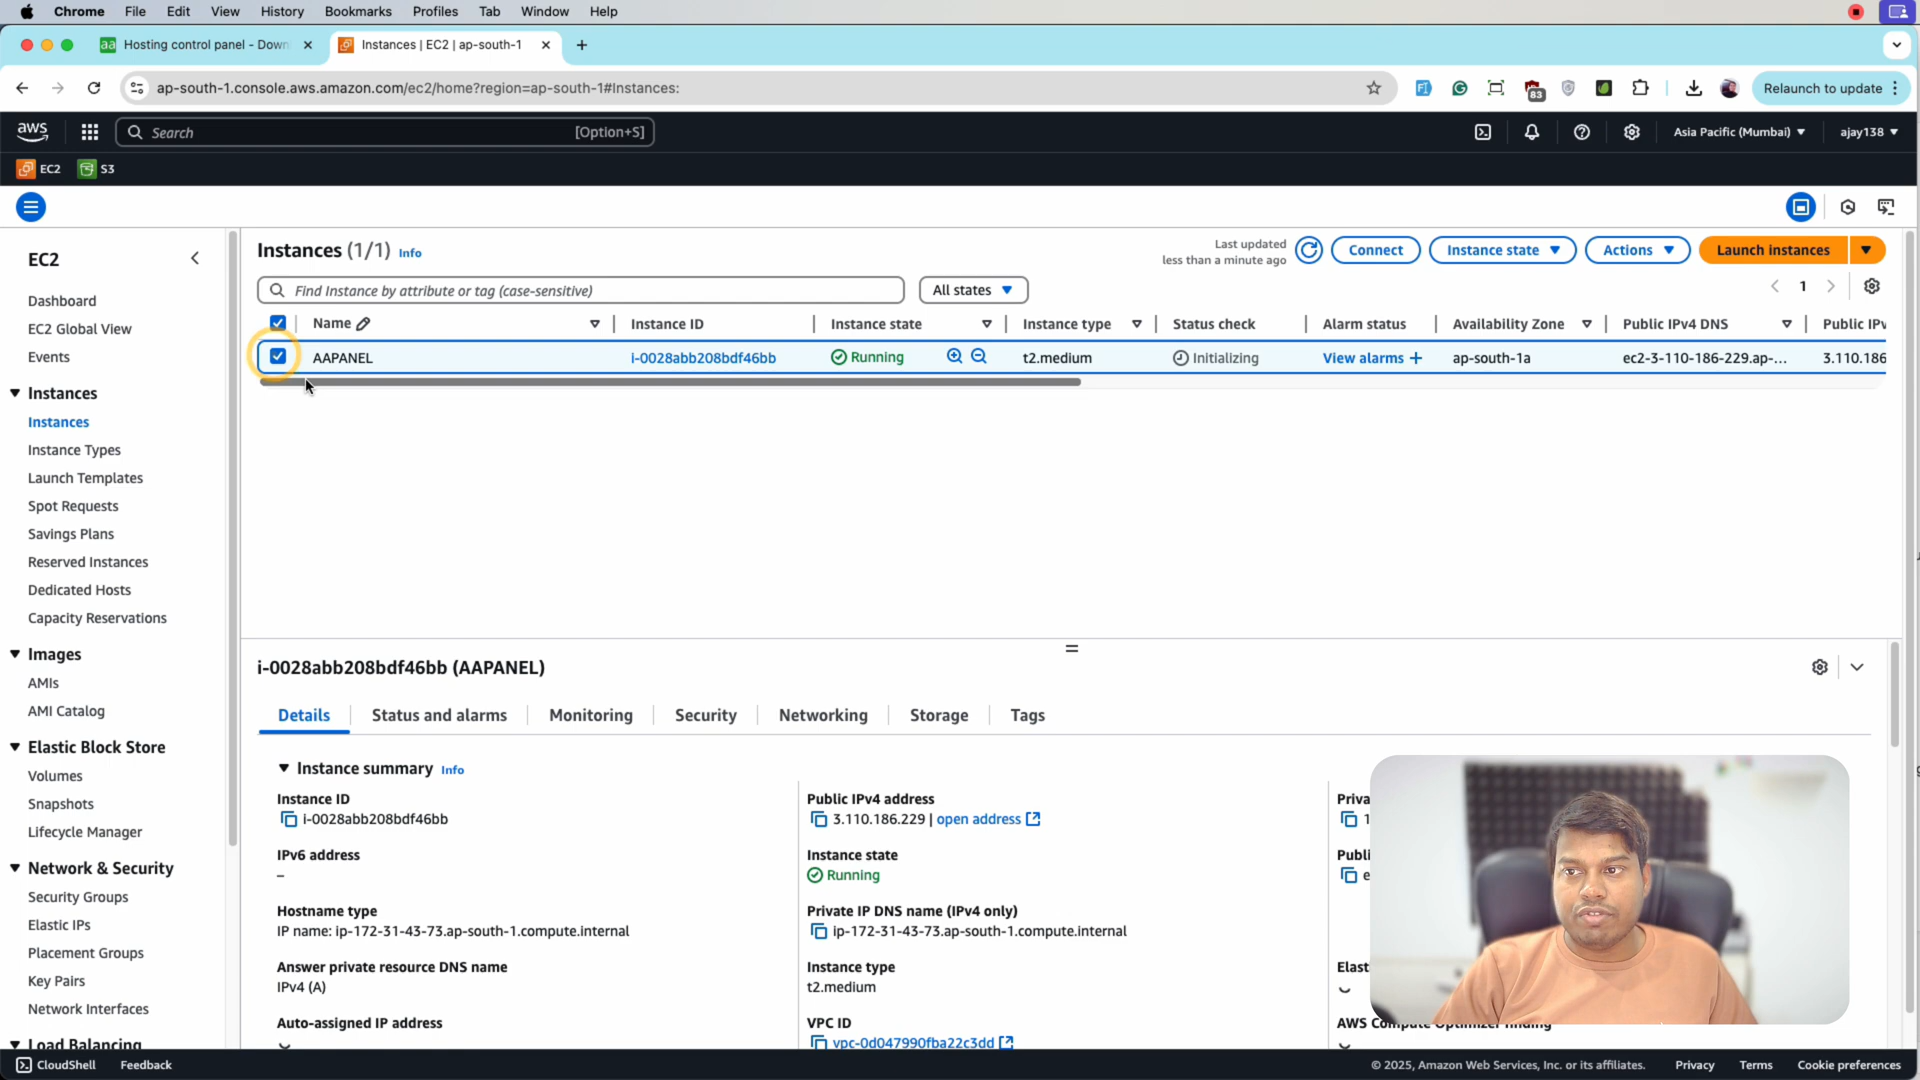 Chrome File Edit View History Bookmarks Profiles Tab Window Help
aa Hosting control panel - Down
Instances | EC2 | ap-south-1
ap-south-1.console.aws.amazon.com/ec2/home?region=ap-south-1#Instances:
83
Relaunch to update
aws
Search
[Option+S]
Asia Pacific (Mumbai)
ajay138
EC2
S3
EC2
Dashboard
EC2 Global View
Events
Instances
Instances
Instance Types
Launch Templates
Spot Requests
Savings Plans
Reserved Instances
Dedicated Hosts
Capacity Reservations
Images
AMIs
AMI Catalog
Elastic Block Store
Volumes
Snapshots
Lifecycle Manager
Network & Security
Security Groups
Elastic IPs
Placement Groups
Key Pairs
Network Interfaces
Load Balancing
Instances (1/1) Info
Last updated
less than a minute ago
Connect
Instance state
Actions
Launch instances
Find Instance by attribute or tag (case-sensitive)
All states
1
Name Instance ID Instance state Instance type Status check Alarm status Availability Zone Public IPv4 DNS Public IPv
AAPANEL i-0028abb208bdf46bb Running t2.medium Initializing View alarms + ap-south-1a ec2-3-110-186-229.ap-... 3.110.186
i-0028abb208bdf46bb (AAPANEL)
Details Status and alarms Monitoring Security Networking Storage Tags
Instance summary Info
Instance ID
i-0028abb208bdf46bb
IPv6 address
–
Hostname type
IP name: ip-172-31-43-73.ap-south-1.compute.internal
Answer private resource DNS name
IPv4 (A)
Auto-assigned IP address
Public IPv4 address
3.110.186.229 | open address
Instance state
Running
Private IP DNS name (IPv4 only)
ip-172-31-43-73.ap-south-1.compute.internal
Instance type
t2.medium
VPC ID
vpc-0d047990fba22c3dd
Priva
1
Publi
e
Elast
AWS Compute Optimizer finding
CloudShell
Feedback
© 2025, Amazon Web Services, Inc. or its affiliates.
Privacy
Terms
Cookie preferences